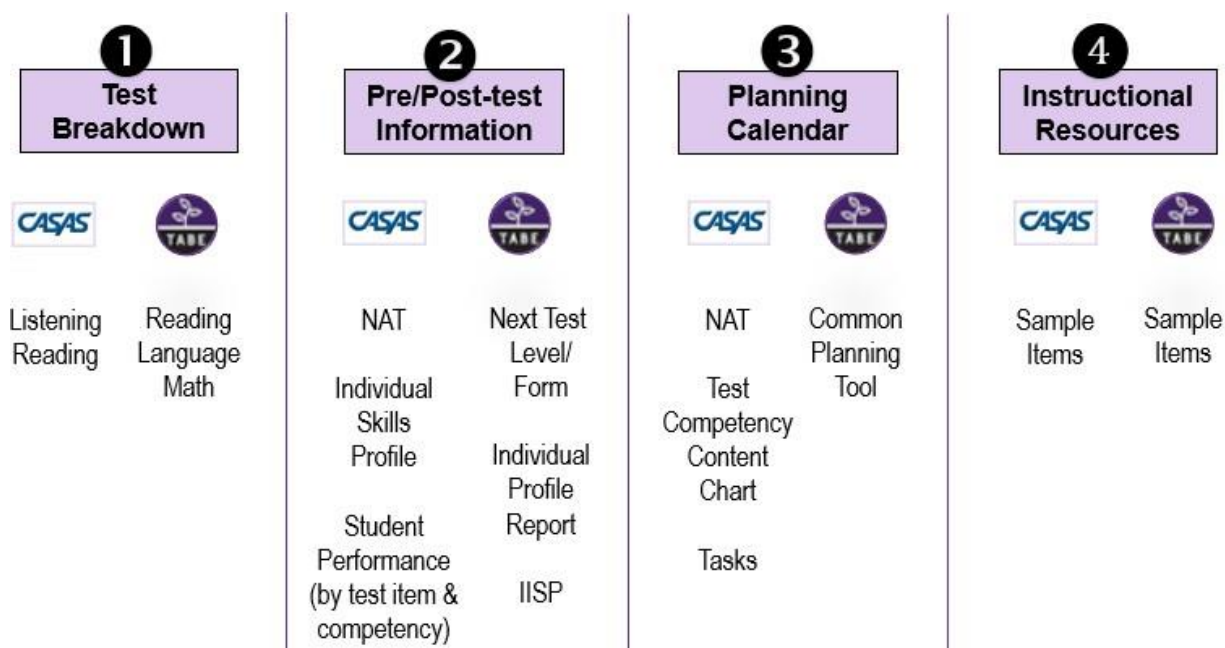 1
Test
Breakdown
CASAS
TABE
Listening
Reading
Reading
Language
Math
2
Pre/Post-test
Information
CASAS
TABE
NAT
Individual
Skills
Profile
Student
Performance
(by test item &
competency)
Next Test
Level/
Form
Individual
Profile
Report
IISP
3
Planning
Calendar
CASAS
TABE
NAT
Test
Competency
Content
Chart
Tasks
Common
Planning
Tool
4
Instructional
Resources
CASAS
TABE
Sample
Items
Sample
Items